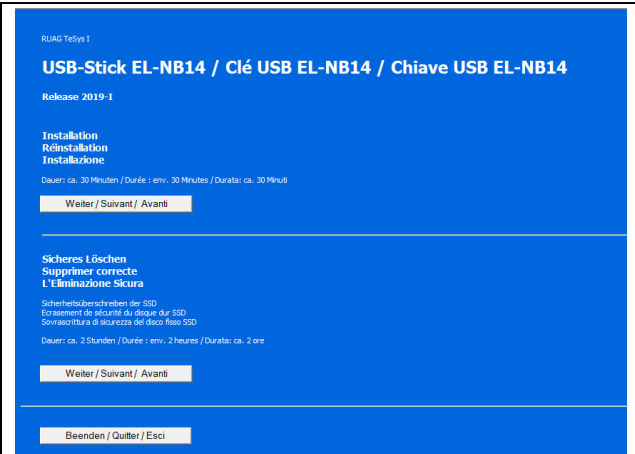 RUAG TeSys I
USB-Stick EL-NB14 / Clé USB EL-NB14 / Chiave USB EL-NB14
Release 2019-I
Installation
Réinstallation
Installazione
Dauer: ca. 30 Minuten / Durée : env. 30 Minutes / Durata: ca. 30 Minuti
Weiter / Suivant / Avanti
Sicheres Löschen
Supprimer correcte
L'Eliminazione Sicura
Sicherheitsüberschreiben der SSD
Ecrasement de sécurité du disque dur SSD
Sovrascrittura di sicurezza del disco fisso SSD
Dauer: ca. 2 Stunden / Durée : env. 2 heures / Durata: ca. 2 ore
Weiter / Suivant / Avanti
Beenden / Quitter / Esci